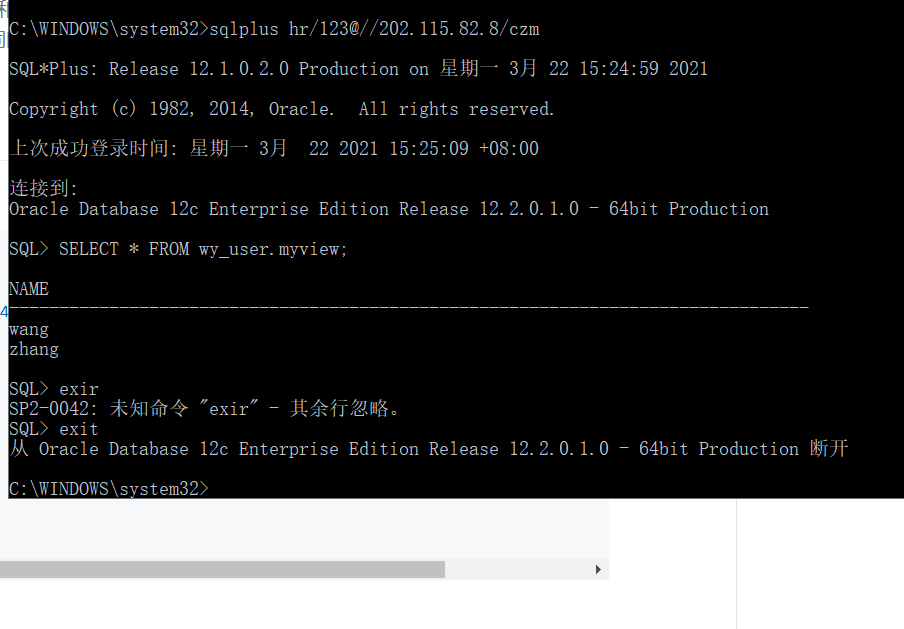 C:\WINDOWS\system32>sqlplus hr/123@//202.115.82.8/czm
SQL*Plus: Release 12.1.0.2.0 Production on 星期一 3月 22 15:24:59 2021
Copyright (c) 1982, 2014, Oracle.  All rights reserved.
上次成功登录时间: 星期一 3月  22 2021 15:25:09 +08:00
连接到:
Oracle Database 12c Enterprise Edition Release 12.2.0.1.0 - 64bit Production
SQL> SELECT * FROM wy_user.myview;
NAME
--------------------------------------------------------------------------------
wang
zhang
SQL> exir
SP2-0042: 未知命令 "exir" - 其余行忽略。
SQL> exit
从 Oracle Database 12c Enterprise Edition Release 12.2.0.1.0 - 64bit Production 断开
C:\WINDOWS\system32>